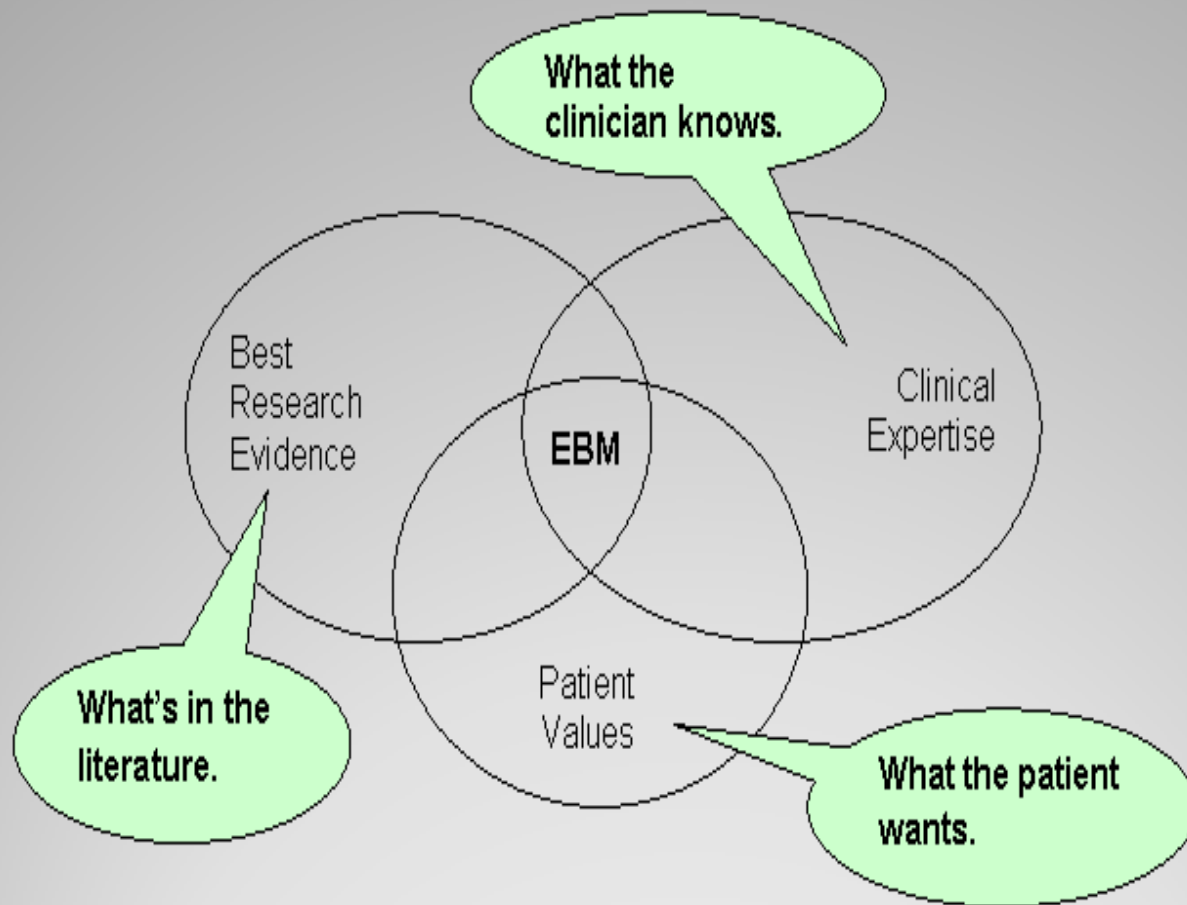 What the
clinician knows.
Best
Research
Evidence
EBM
Clinical
Expertise
What's in the
literature.
Patient
Values
What the patient
wants.